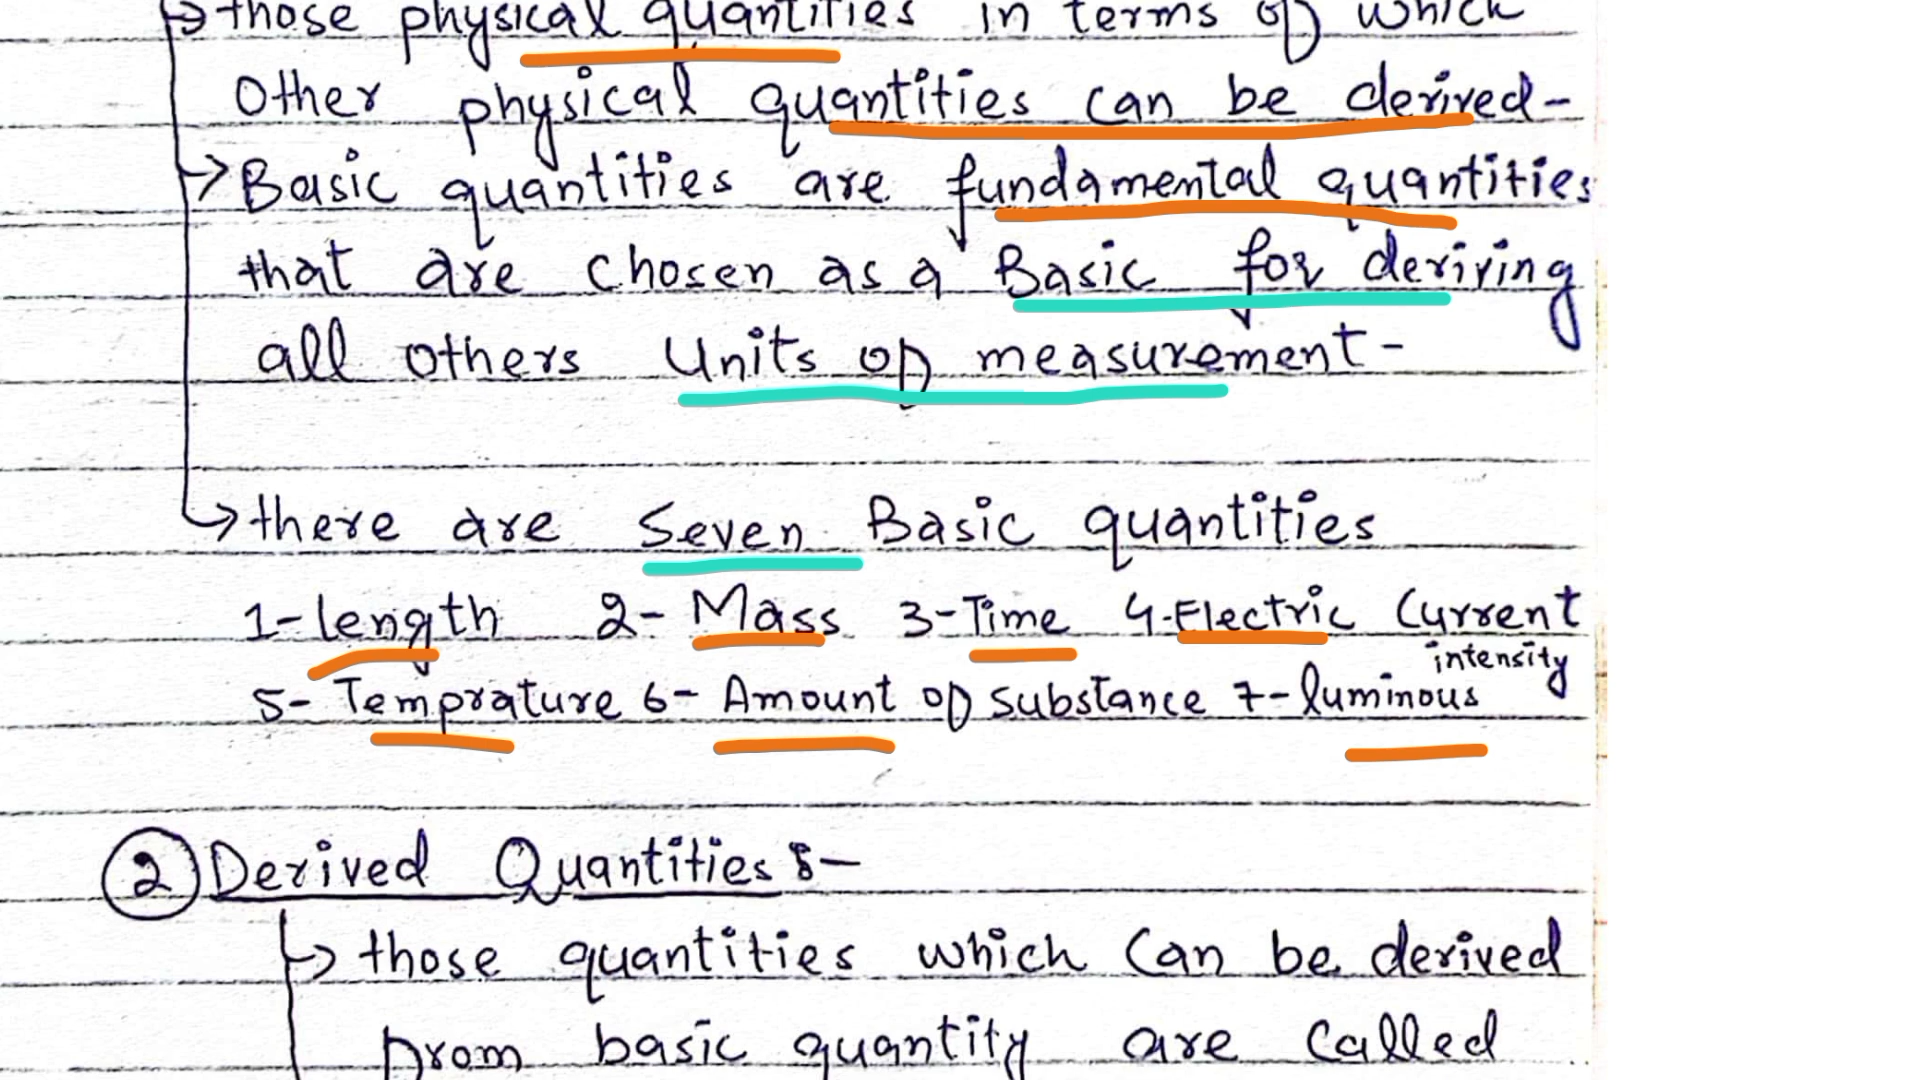 those physical quantities in terms of which
Other physical quantities can be derived-
Basic quantities are fundamental quantities
that are chosen as a Basic for deriving
all others Units of measurement-
there are Seven Basic quantities
1-length 2- Mass 3-Time 4-Electric Current
5- Temprature 6- Amount of substance 7-luminous intensity
2 Derived Quantities :-
those quantities which Can be derived
from basic quantity are Called